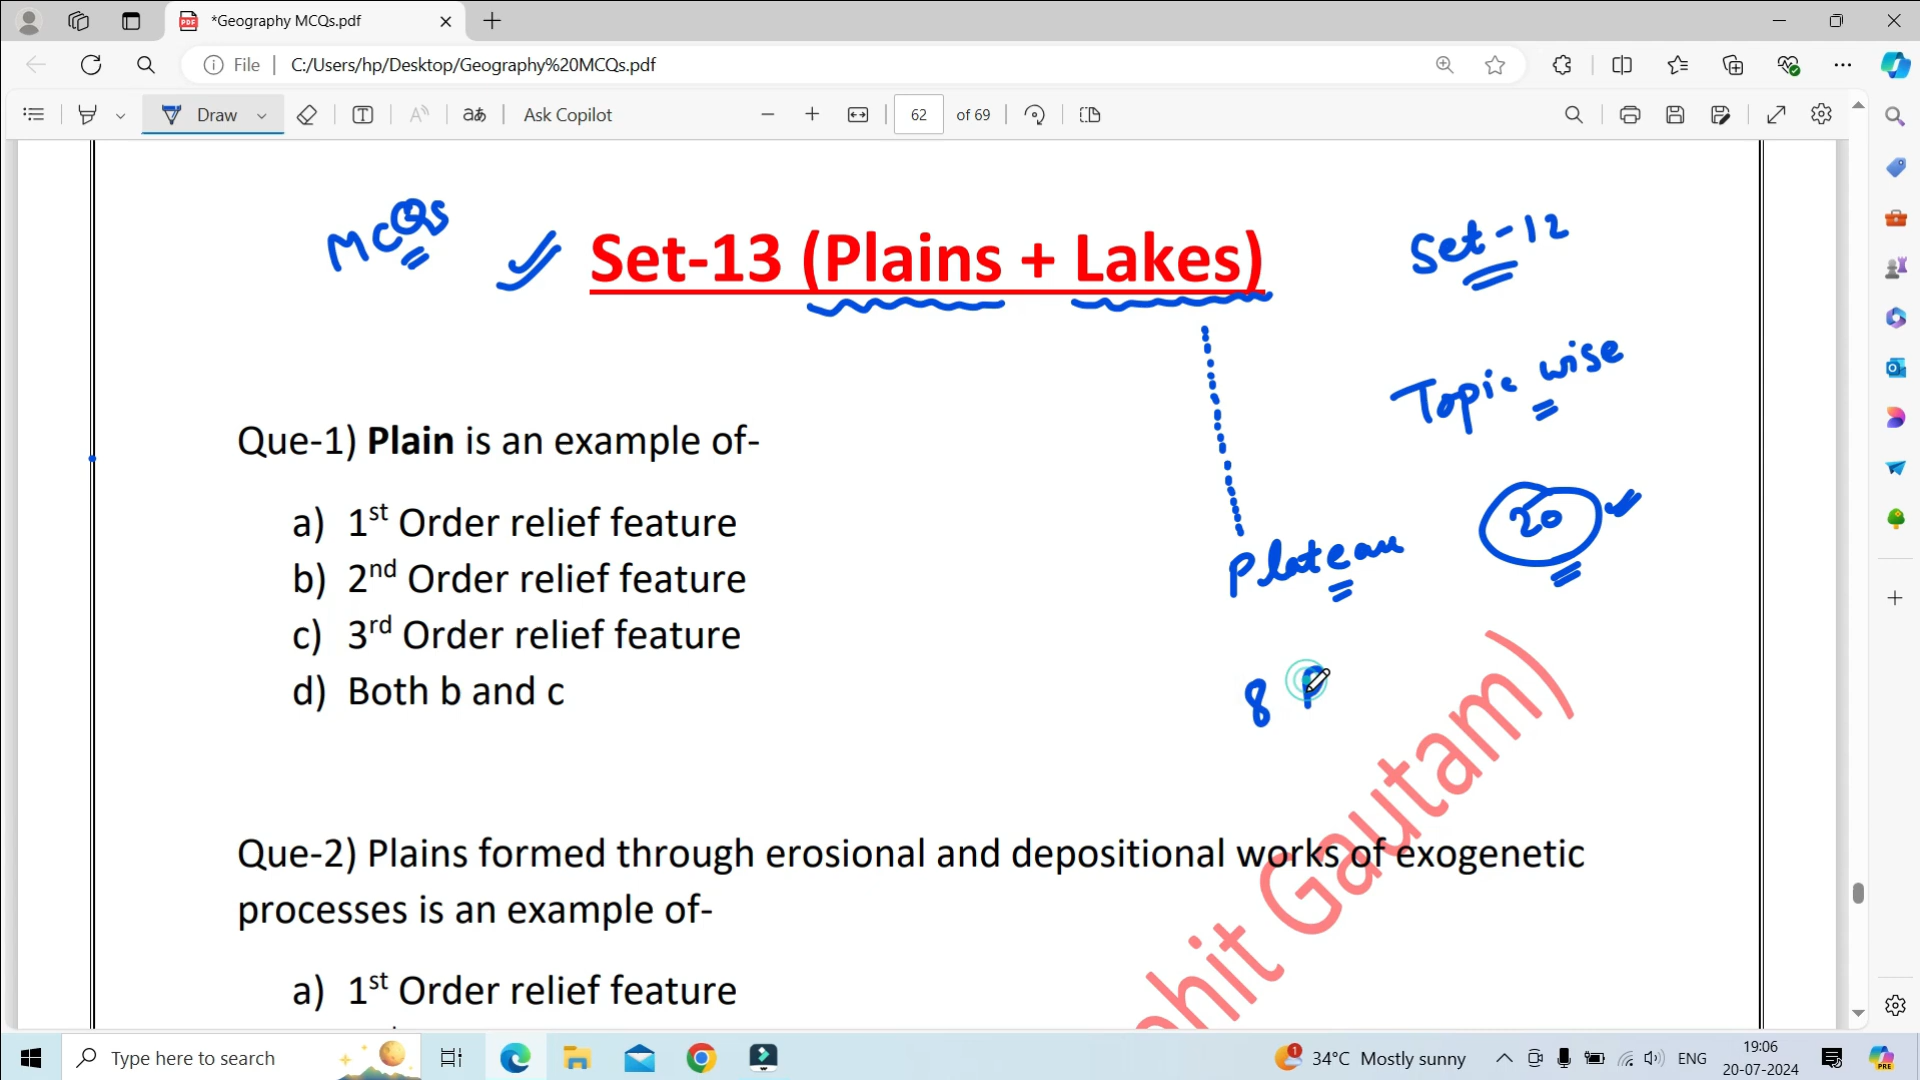 *Geography MCQs.pdf
File C:/Users/hp/Desktop/Geography%20MCQs.pdf
Draw aあ Ask Copilot 62 of 69
MCQs
Set-13 (Plains + Lakes)
Set-12
Topic wise
Que-1) Plain is an example of-
a) 1st Order relief feature
20
b) 2nd Order relief feature
Plateau
c) 3rd Order relief feature
d) Both b and c
8 P
Que-2) Plains formed through erosional and depositional works of exogenetic
processes is an example of-
a) 1st Order relief feature
ohit Gautam)
Type here to search
34°C Mostly sunny
ENG
19:06
20-07-2024
PRE